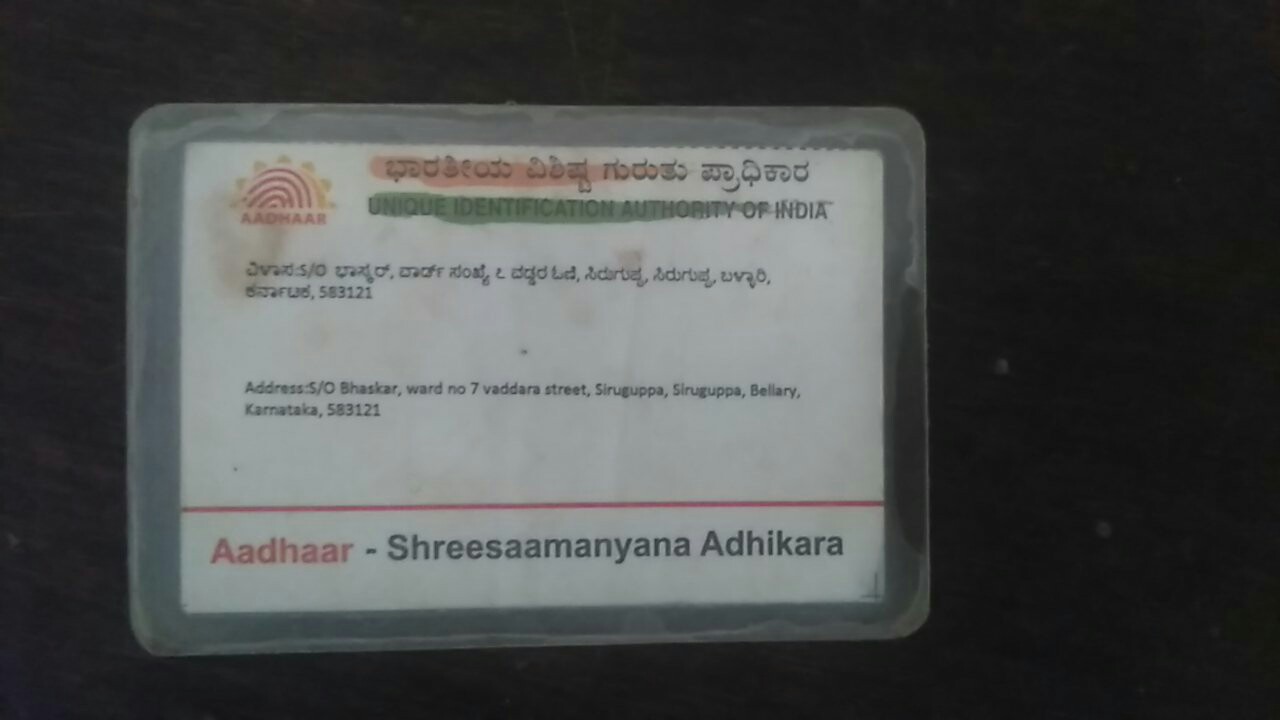 ಭಾರತೀಯ ವಿಶಿಷ್ಟ ಗುರುತು ಪ್ರಾಧಿಕಾರ
AADHAAR
UNIQUE IDENTIFICATION AUTHORITY OF INDIA
ವಿಳಾಸ:S/O ಭಾಸ್ಕರ್, ವಾರ್ಡ್ ಸಂಖ್ಯೆ ೭ ವಡ್ಡರ ಓಣಿ, ಸಿರುಗುಪ್ಪ, ಸಿರುಗುಪ್ಪ, ಬಳ್ಳಾರಿ,
ಕರ್ನಾಟಕ, 583121
Address:S/O Bhaskar, ward no 7 vaddara street, Siruguppa, Siruguppa, Bellary,
Karnataka, 583121
Aadhaar - Shreesaamanyana Adhikara